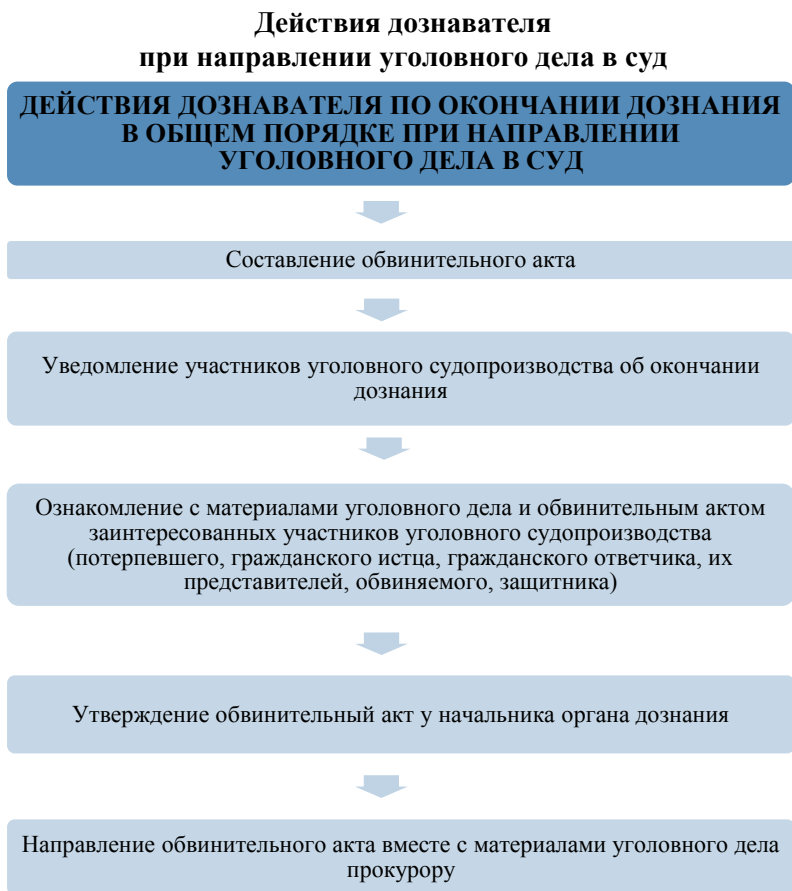 Действия дознавателя
при направлении уголовного дела в суд
ДЕЙСТВИЯ ДОЗНАВАТЕЛЯ ПО ОКОНЧАНИИ ДОЗНАНИЯ
В ОБЩЕМ ПОРЯДКЕ ПРИ НАПРАВЛЕНИИ
УГОЛОВНОГО ДЕЛА В СУД
Составление обвинительного акта
Уведомление участников уголовного судопроизводства об окончании
дознания
Ознакомление с материалами уголовного дела и обвинительным актом
заинтересованных участников уголовного судопроизводства
(потерпевшего, гражданского истца, гражданского ответчика, их
представителей, обвиняемого, защитника)
Утверждение обвинительный акт у начальника органа дознания
Направление обвинительного акта вместе с материалами уголовного дела
прокурору